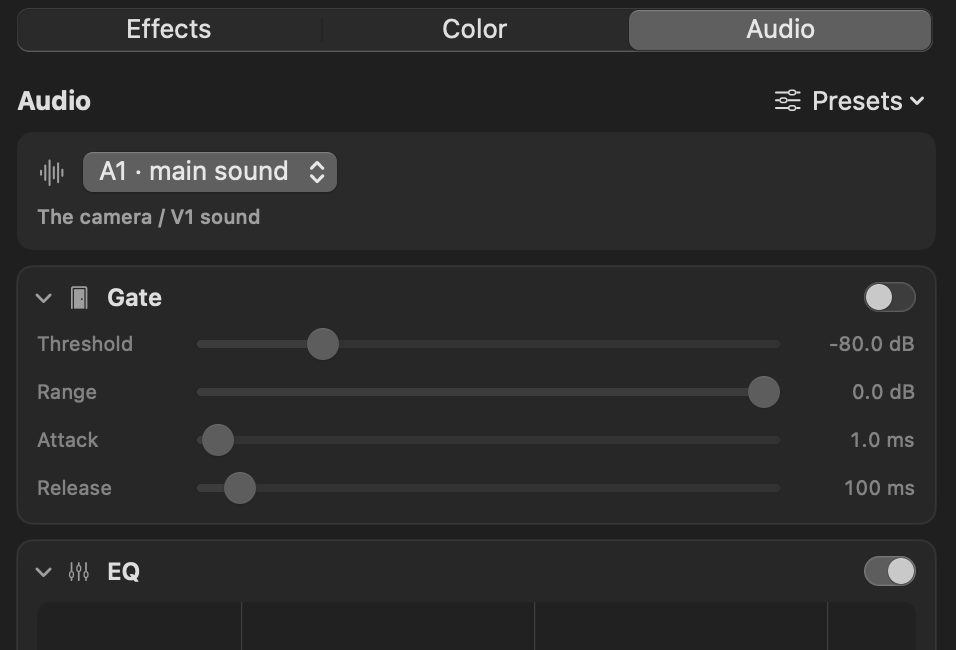 Effects Color Audio
Audio Presets
A1 · main sound
The camera / V1 sound
Gate
Threshold -80.0 dB
Range 0.0 dB
Attack 1.0 ms
Release 100 ms
EQ